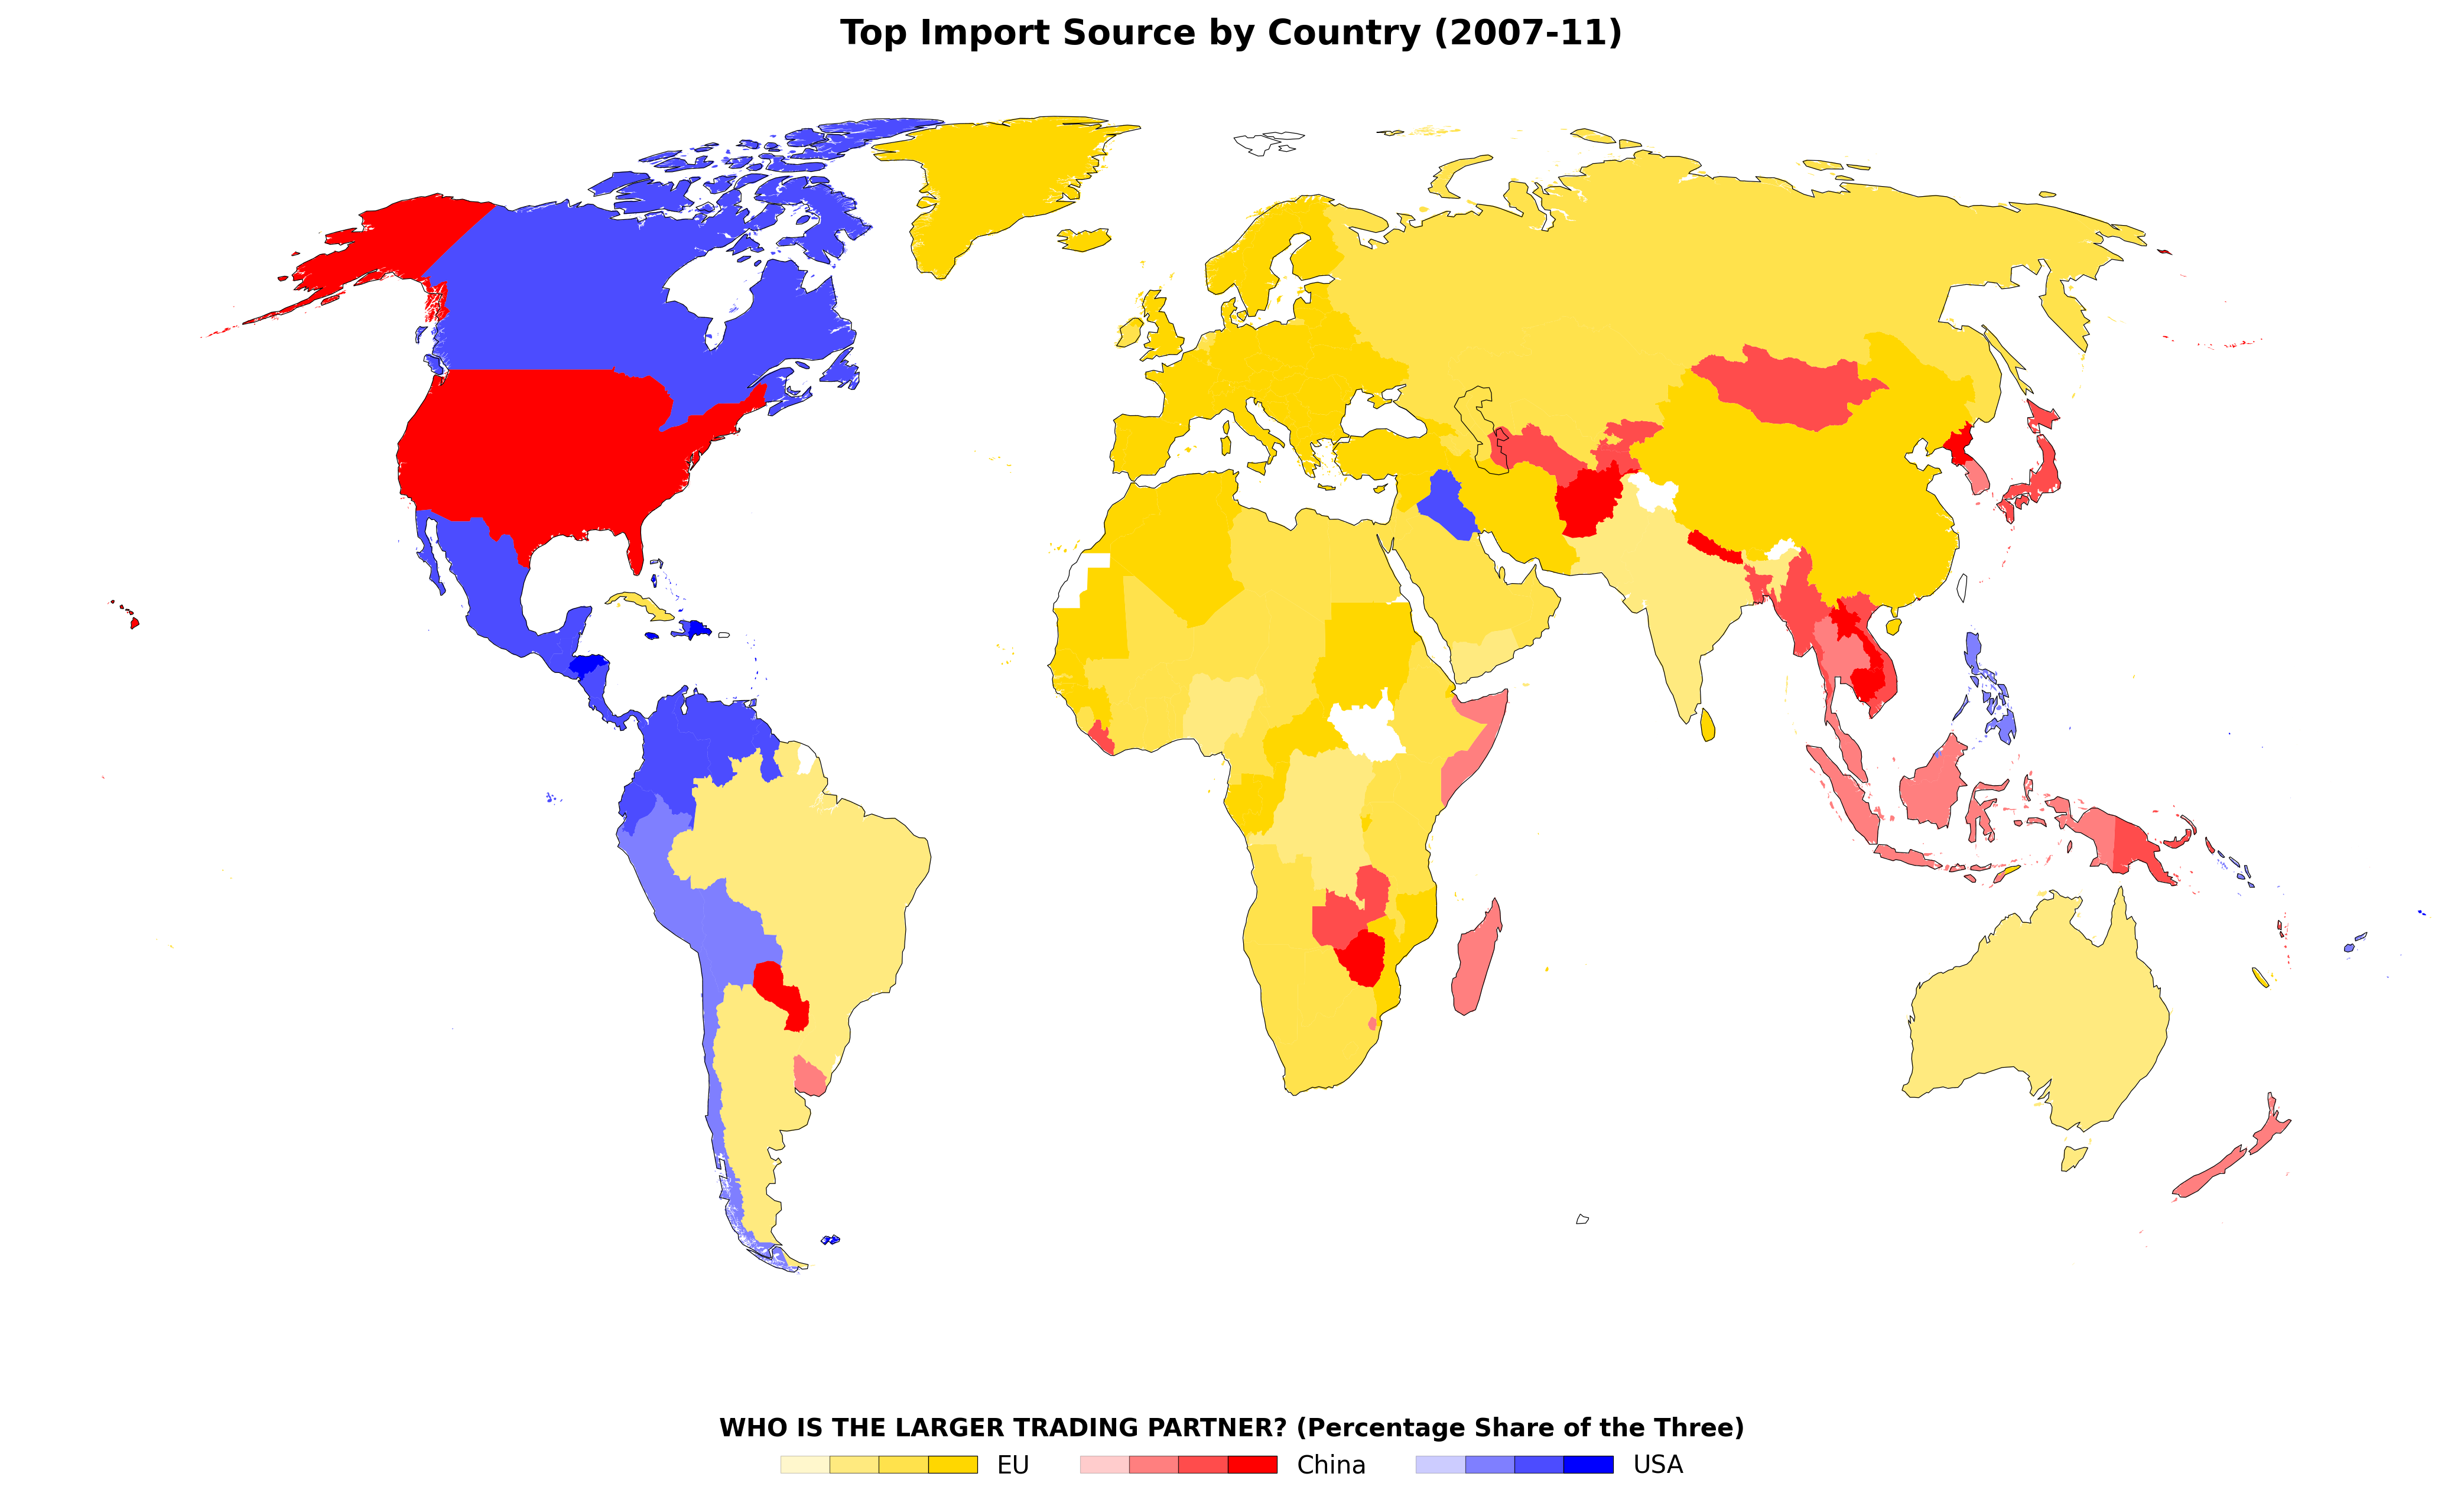 Top Import Source by Country (2007-11)
WHO IS THE LARGER TRADING PARTNER? (Percentage Share of the Three)
EU China USA